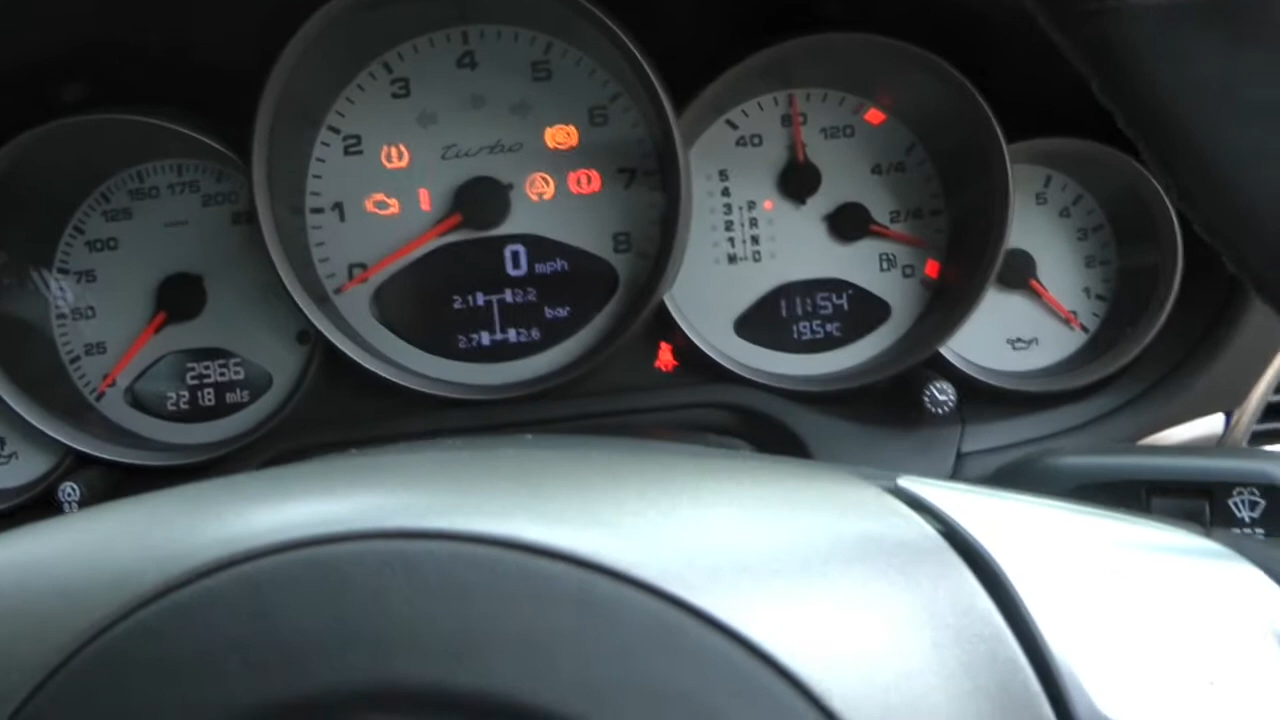 25 50 75 100 125 150 175 200
2966
221.8 mls
0 1 2 3 4 5 6 7 8
turbo
0 mph
2.1 2.2
bar
2.7 2.6
40 80 120
5
4
3 P
2 R
1 N
M D
4/4
2/4
0
11:54
19.5°C
5 4 3 2 1